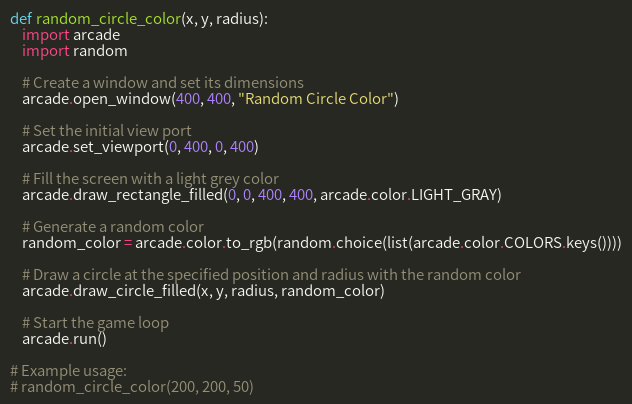 def random_circle_color(x, y, radius):
    import arcade
    import random

    # Create a window and set its dimensions
    arcade.open_window(400, 400, "Random Circle Color")

    # Set the initial view port
    arcade.set_viewport(0, 400, 0, 400)

    # Fill the screen with a light grey color
    arcade.draw_rectangle_filled(0, 0, 400, 400, arcade.color.LIGHT_GRAY)

    # Generate a random color
    random_color = arcade.color.to_rgb(random.choice(list(arcade.color.COLORS.keys())))

    # Draw a circle at the specified position and radius with the random color
    arcade.draw_circle_filled(x, y, radius, random_color)

    # Start the game loop
    arcade.run()

# Example usage:
# random_circle_color(200, 200, 50)